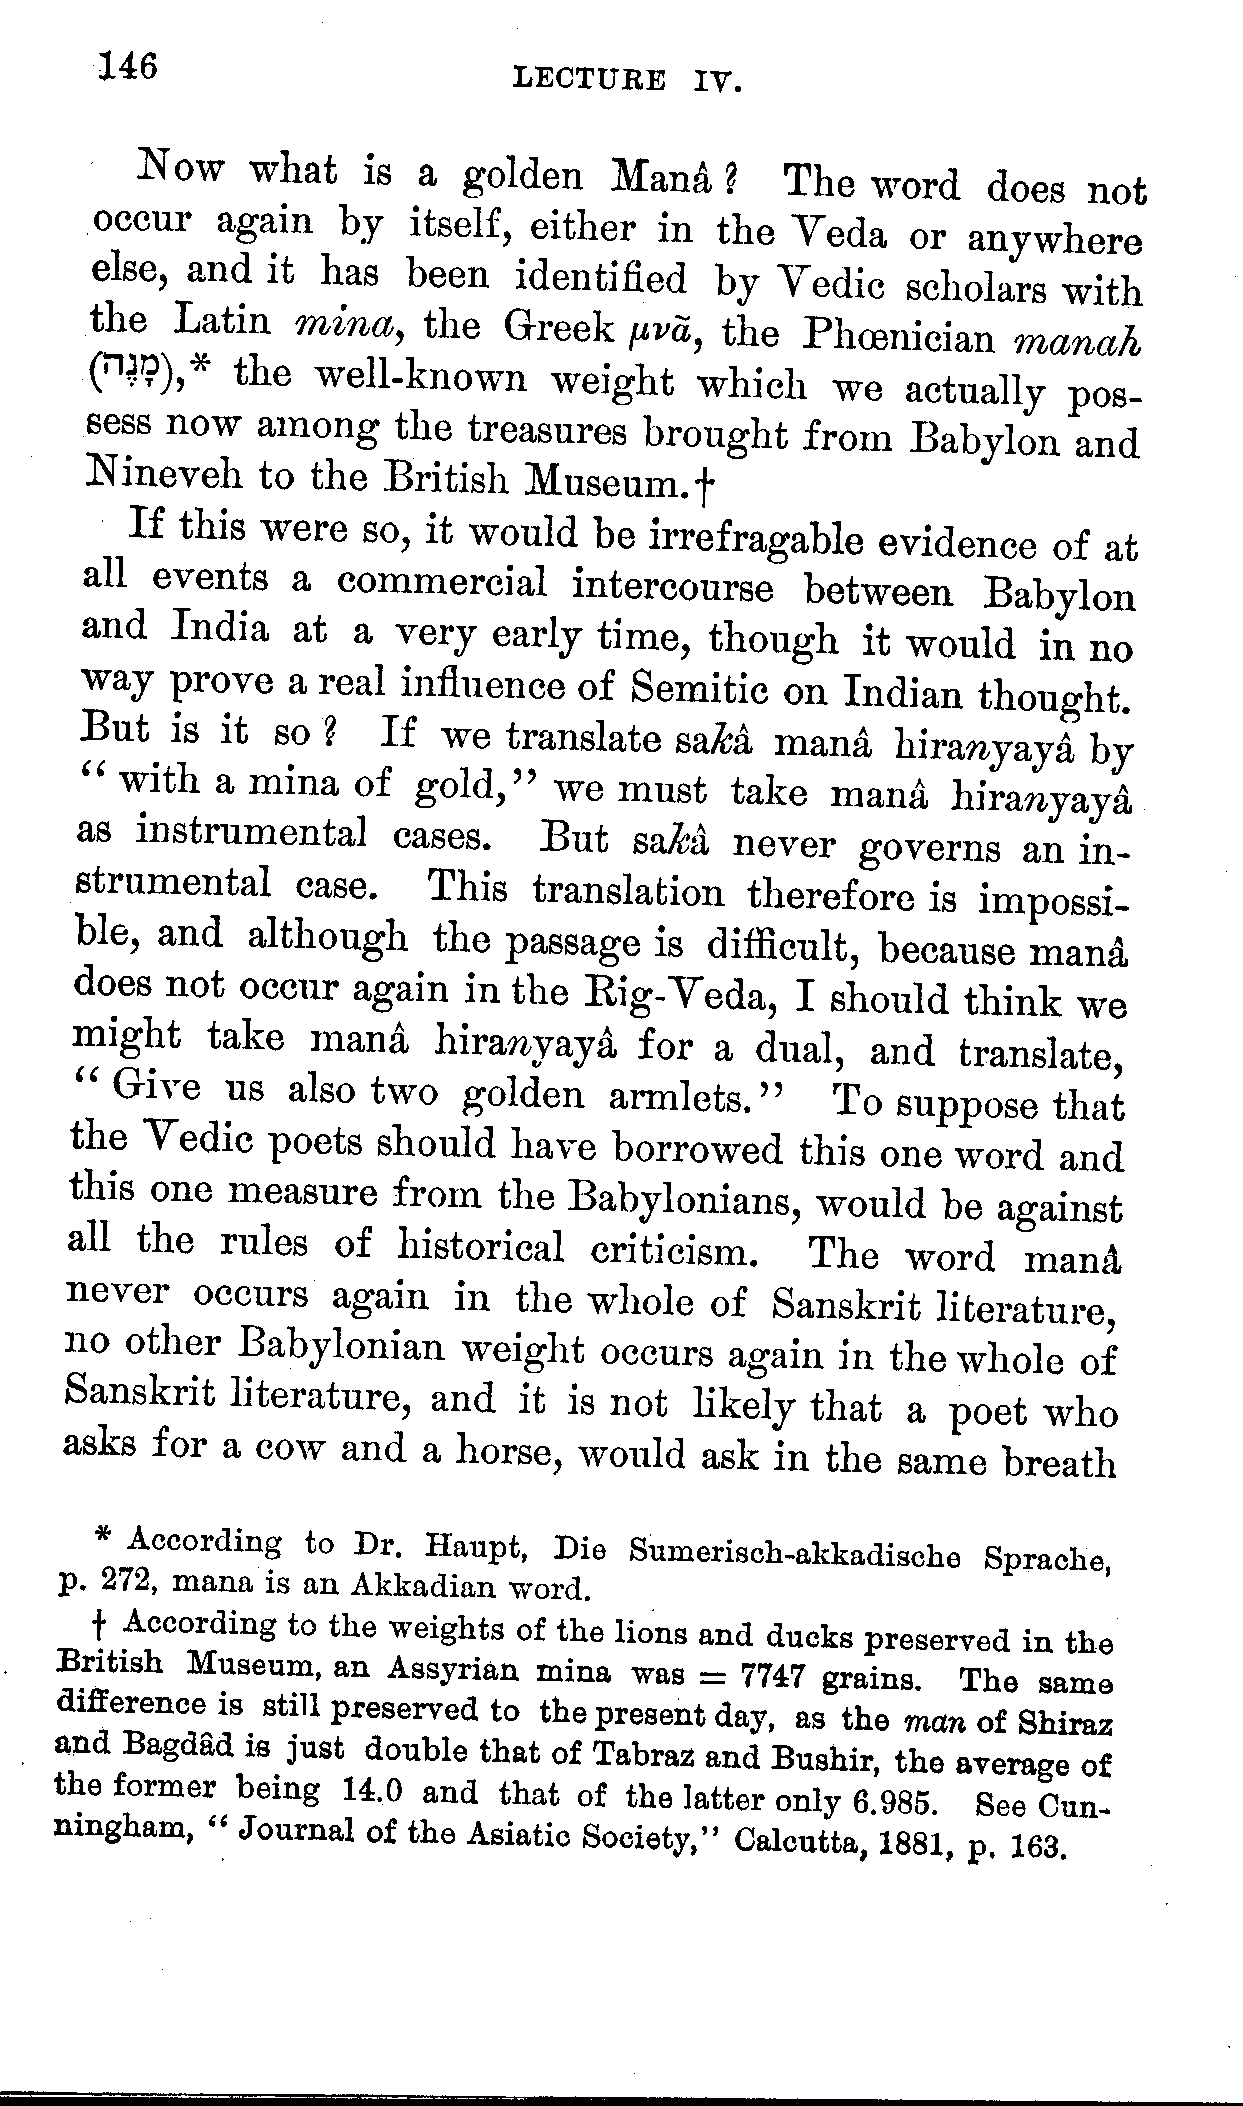 146
LECTURE IV.
Now what is a golden Manâ? The word does not
occur again by itself, either in the Veda or anywhere
else, and it has been identified by Vedic scholars with
the Latin mina, the Greek μνᾶ, the Phœnician manah
(מָנֶה),* the well-known weight which we actually pos-
sess now among the treasures brought from Babylon and
Nineveh to the British Museum.†
If this were so, it would be irrefragable evidence of at
all events a commercial intercourse between Babylon
and India at a very early time, though it would in no
way prove a real influence of Semitic on Indian thought.
But is it so? If we translate sakâ manâ hiranyayâ by
“with a mina of gold,” we must take manâ hiranyayâ
as instrumental cases. But sakâ never governs an in-
strumental case. This translation therefore is impossi-
ble, and although the passage is difficult, because manâ
does not occur again in the Rig-Veda, I should think we
might take manâ hiranyayâ for a dual, and translate,
“Give us also two golden armlets.” To suppose that
the Vedic poets should have borrowed this one word and
this one measure from the Babylonians, would be against
all the rules of historical criticism. The word manâ
never occurs again in the whole of Sanskrit literature,
no other Babylonian weight occurs again in the whole of
Sanskrit literature, and it is not likely that a poet who
asks for a cow and a horse, would ask in the same breath
* According to Dr. Haupt, Die Sumerisch-akkadische Sprache,
p. 272, mana is an Akkadian word.
† According to the weights of the lions and ducks preserved in the
British Museum, an Assyrian mina was = 7747 grains. The same
difference is still preserved to the present day, as the man of Shiraz
and Bagdâd is just double that of Tabraz and Bushir, the average of
the former being 14.0 and that of the latter only 6.985. See Cun-
ningham, “Journal of the Asiatic Society,” Calcutta, 1881, p. 163.